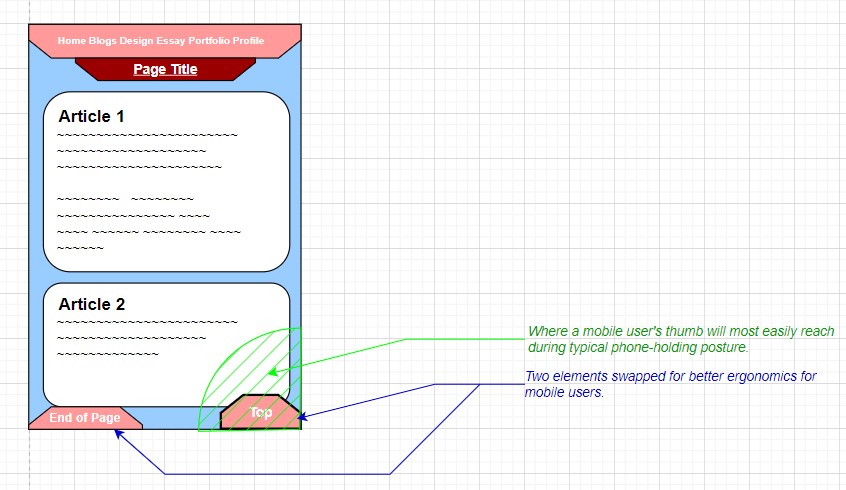 Home Blogs Design Essay Portfolio Profile
Page Title
Article 1
~~~~~~~~~~~~~~~~~~~~~~~
~~~~~~~~~~~~~~~~~~~
~~~~~~~~~~~~~~~~~~~~~
~~~~~~~~ ~~~~~~~~
~~~~~~~~~~~~~~~ ~~~~
~~~~ ~~~~~~ ~~~~~~~~ ~~~~
~~~~~~
Article 2
~~~~~~~~~~~~~~~~~~~~~~~
~~~~~~~~~~~~~~~~~~~
~~~~~~~~~~~~~
Where a mobile user's thumb will most easily reach
during typical phone-holding posture.
Two elements swapped for better ergonomics for
mobile users.
End of Page
Top